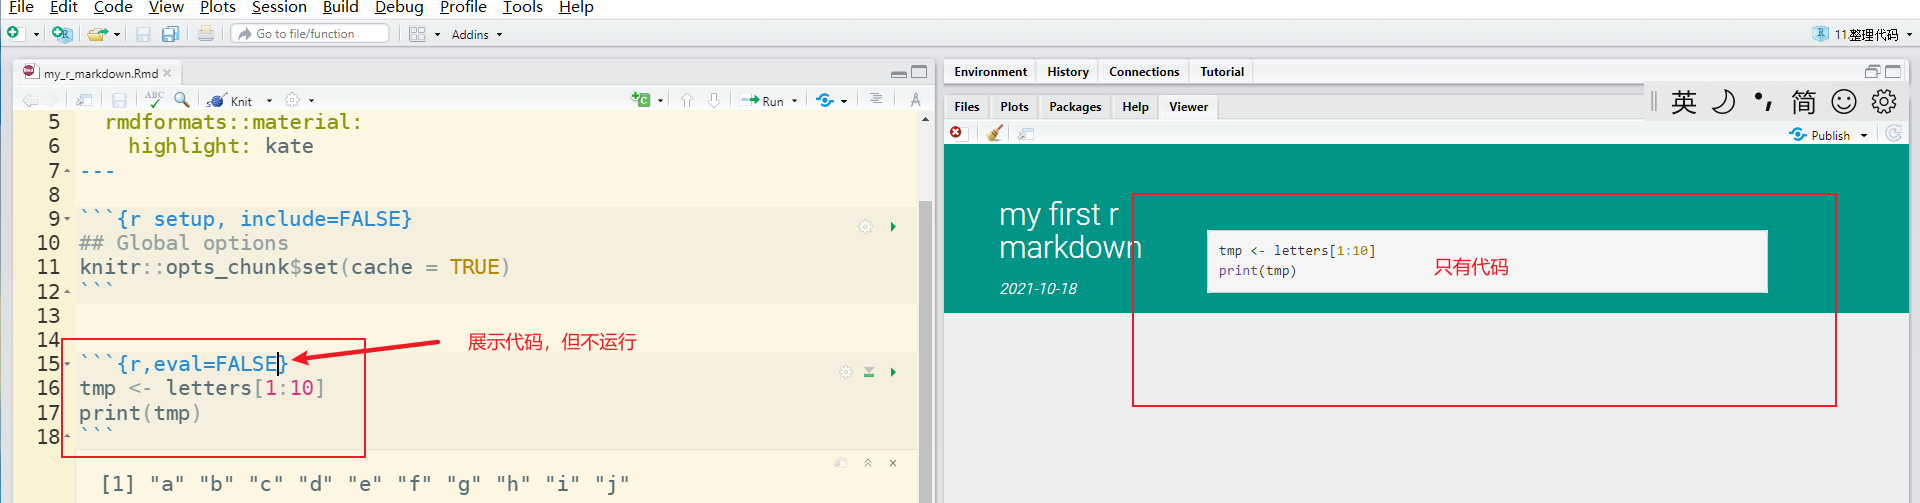 File Edit Code View Plots Session Build Debug Profile Tools Help
Go to file/function Addins 11.整理代码
my_r_markdown.Rmd
ABC Knit Run
5 rmdformats::material:
6 highlight: kate
7 ---
8
9 ```{r setup, include=FALSE}
10 ## Global options
11 knitr::opts_chunk$set(cache = TRUE)
12 ```
13
14
展示代码，但不运行
15 ```{r,eval=FALSE}
16 tmp <- letters[1:10]
17 print(tmp)
18 ```
[1] "a" "b" "c" "d" "e" "f" "g" "h" "i" "j"
Environment History Connections Tutorial
Files Plots Packages Help Viewer
英 简
Publish
my first r
markdown
2021-10-18
tmp <- letters[1:10]
print(tmp)
只有代码